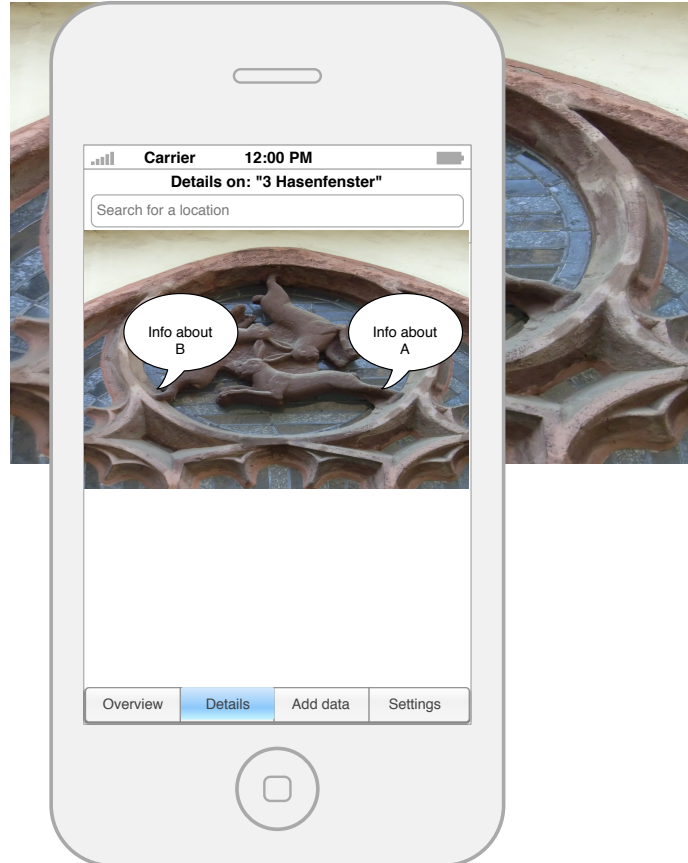 Carrier 12:00 PM
Details on: "3 Hasenfenster"
Search for a location
Info about
B
Info about
A
Overview Details Add data Settings